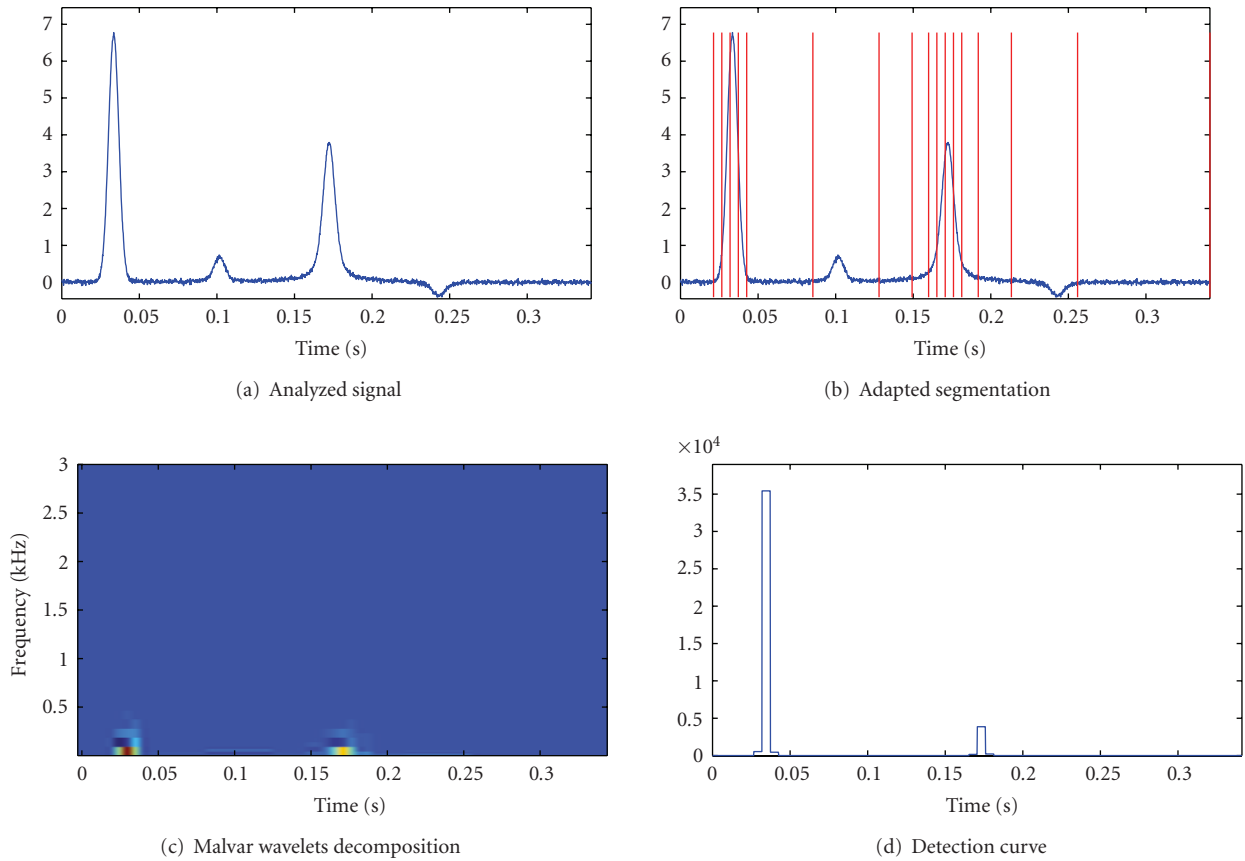 7
6
5
4
3
2
1
0
0 0.05 0.1 0.15 0.2 0.25 0.3
Time (s)
(a) Analyzed signal
7
6
5
4
3
2
1
0
0 0.05 0.1 0.15 0.2 0.25 0.3
Time (s)
(b) Adapted segmentation
3
2.5
2
1.5
1
0.5
Frequency (kHz)
0 0.05 0.1 0.15 0.2 0.25 0.3
Time (s)
(c) Malvar wavelets decomposition
×10⁴
3.5
3
2.5
2
1.5
1
0.5
0
0 0.05 0.1 0.15 0.2 0.25 0.3
Time (s)
(d) Detection curve